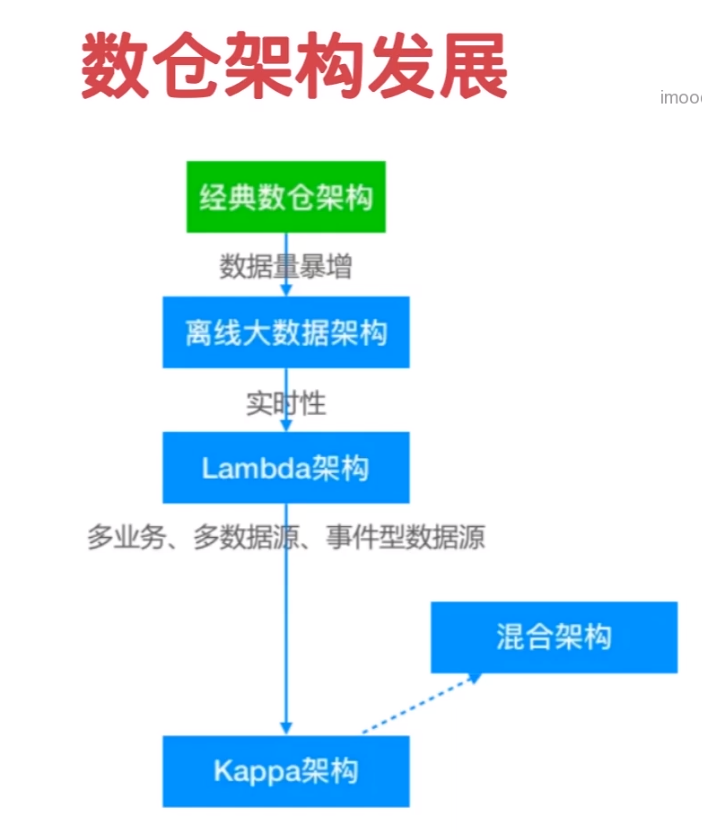 数仓架构发展
imooc
经典数仓架构
数据量暴增
离线大数据架构
实时性
Lambda架构
多业务、多数据源、事件型数据源
混合架构
Kappa架构